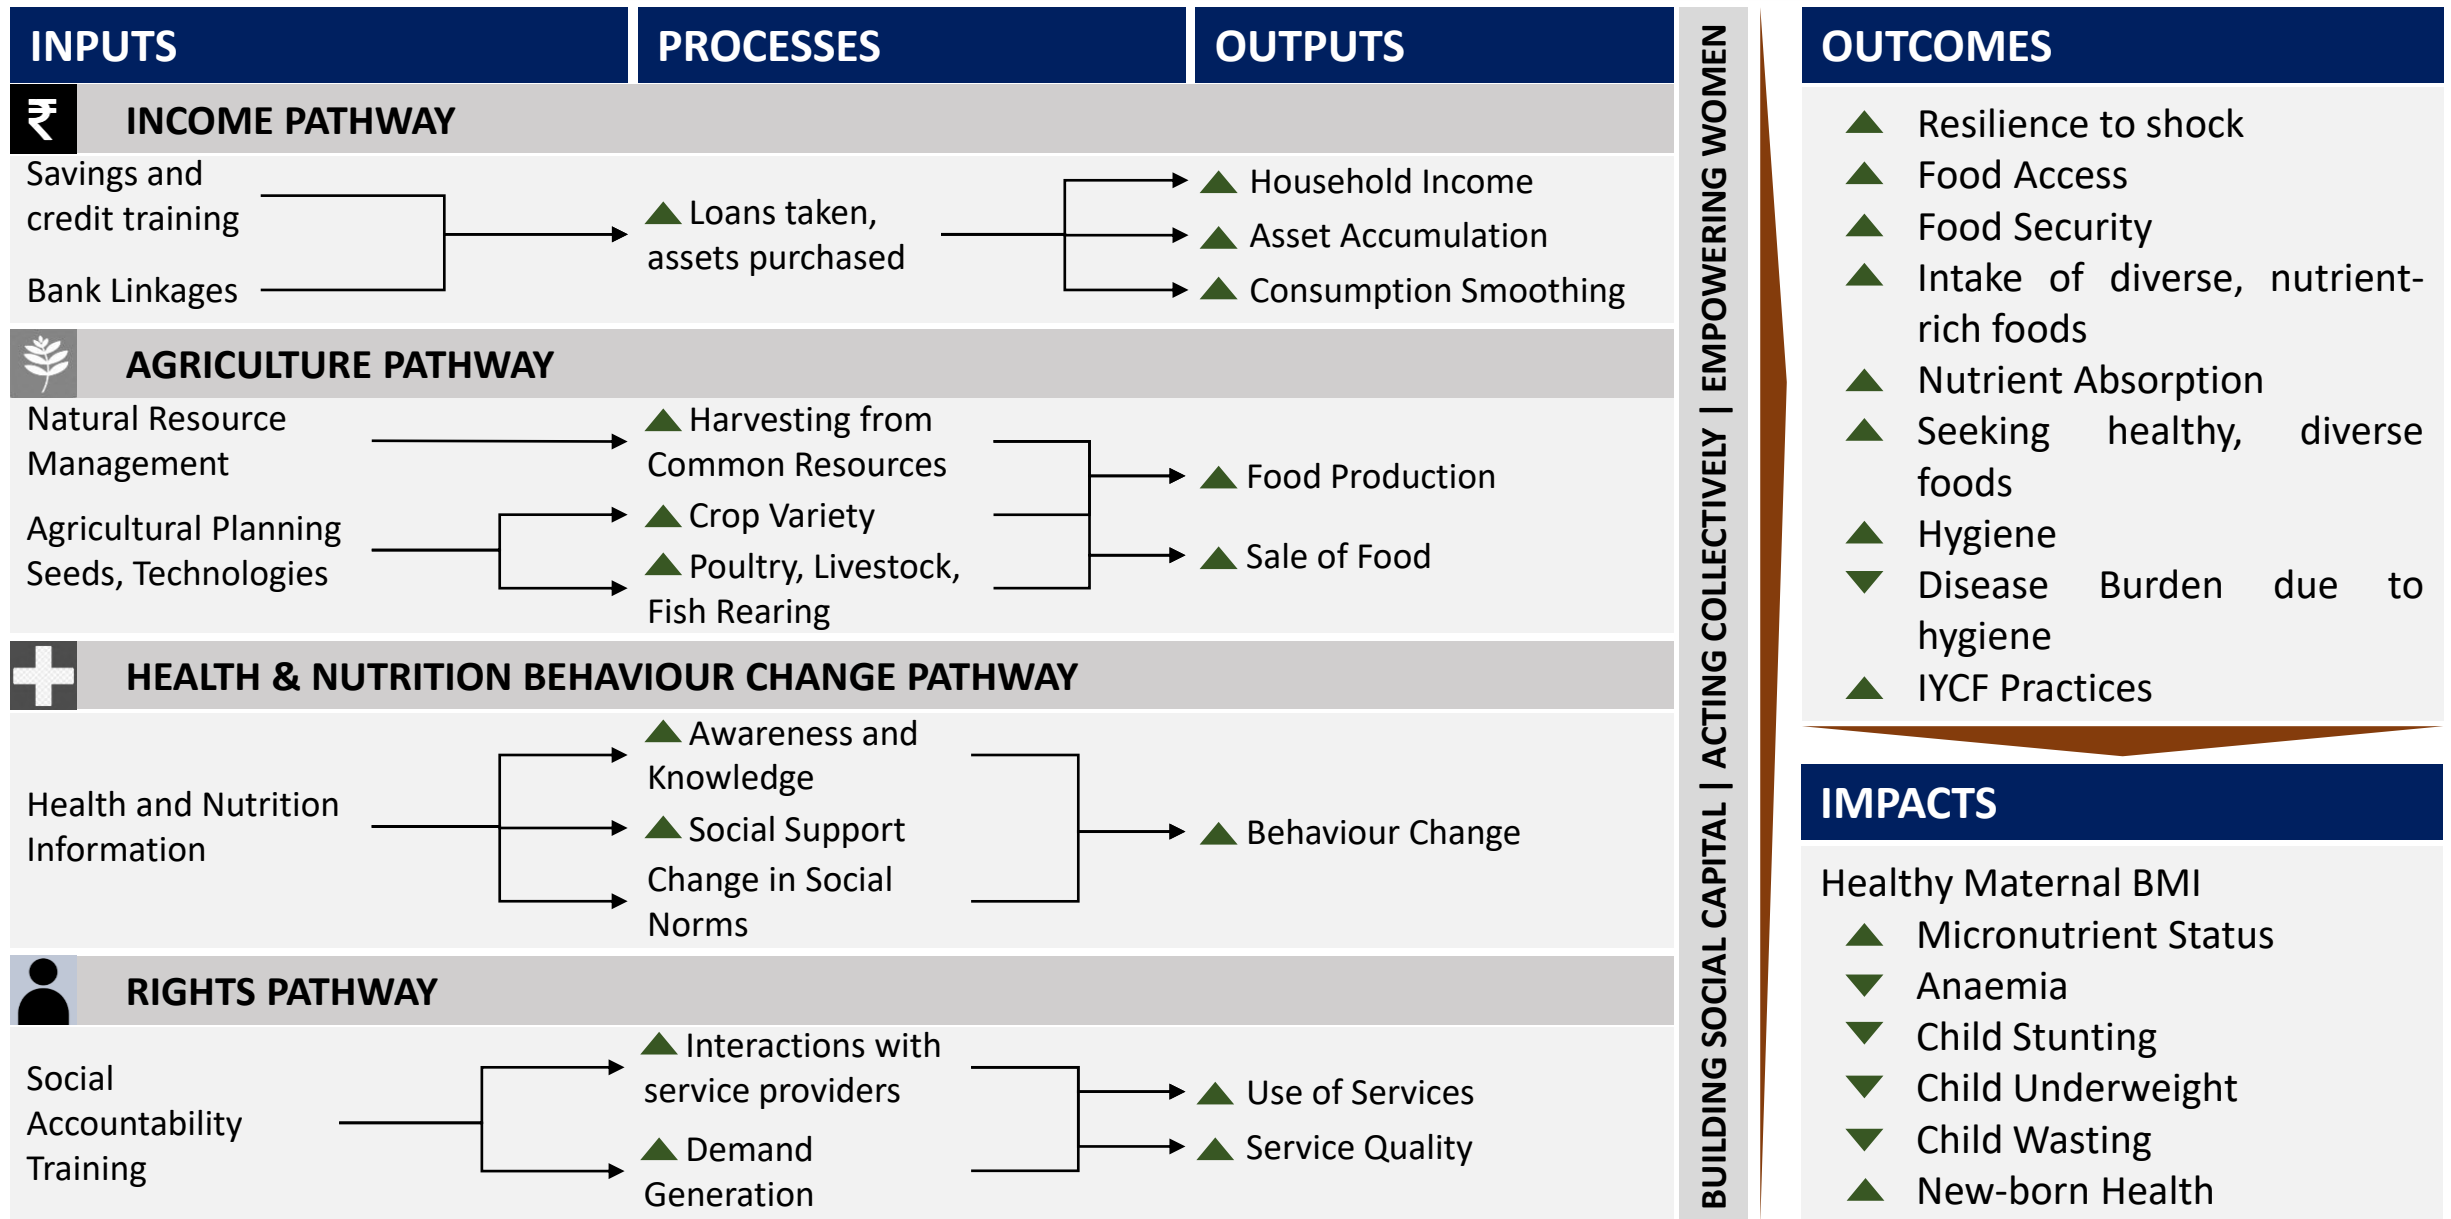 INPUTS
PROCESSES
OUTPUTS
₹
INCOME PATHWAY
Savings and
credit training
Bank Linkages
Loans taken,
assets purchased
Household Income
Asset Accumulation
Consumption Smoothing
AGRICULTURE PATHWAY
Natural Resource
Management
Agricultural Planning
Seeds, Technologies
Harvesting from
Common Resources
Crop Variety
Poultry, Livestock,
Fish Rearing
Food Production
Sale of Food
HEALTH & NUTRITION BEHAVIOUR CHANGE PATHWAY
Health and Nutrition
Information
Awareness and
Knowledge
Social Support
Change in Social
Norms
Behaviour Change
RIGHTS PATHWAY
Social
Accountability
Training
Interactions with
service providers
Demand
Generation
Use of Services
Service Quality
BUILDING SOCIAL CAPITAL | ACTING COLLECTIVELY | EMPOWERING WOMEN
OUTCOMES
Resilience to shock
Food Access
Food Security
Intake of diverse, nutrient-
rich foods
Nutrient Absorption
Seeking healthy, diverse
foods
Hygiene
Disease Burden due to
hygiene
IYCF Practices
IMPACTS
Healthy Maternal BMI
Micronutrient Status
Anaemia
Child Stunting
Child Underweight
Child Wasting
New-born Health